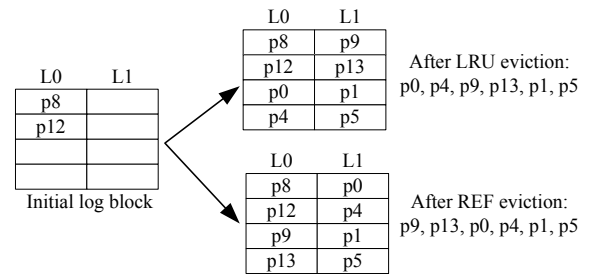 L0 L1
p8
p12
Initial log block
L0 L1
p8 p9
p12 p13
p0 p1
p4 p5
After LRU eviction:
p0, p4, p9, p13, p1, p5
L0 L1
p8 p0
p12 p4
p9 p1
p13 p5
After REF eviction:
p9, p13, p0, p4, p1, p5